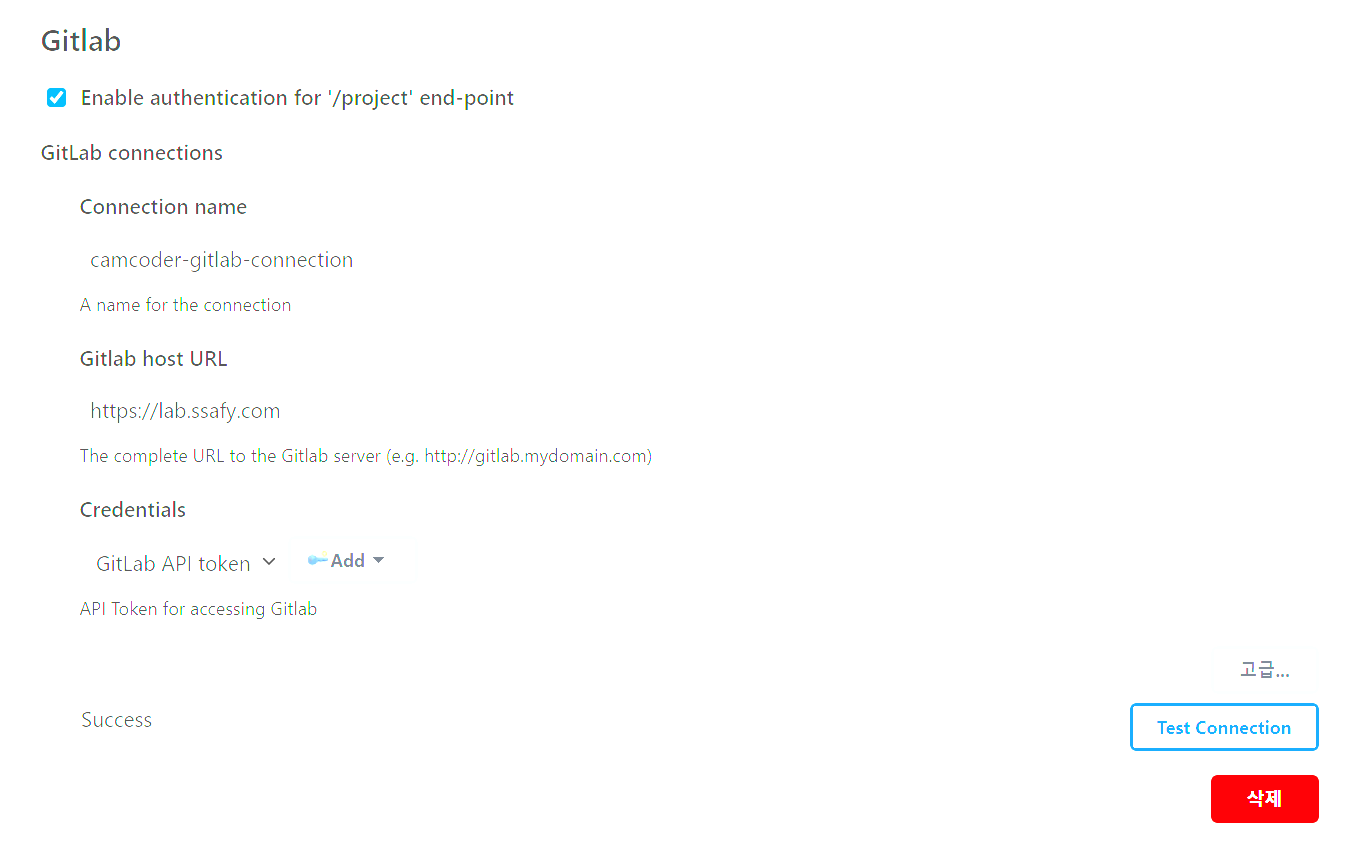 Gitlab
Enable authentication for '/project' end-point
GitLab connections
Connection name
camcoder-gitlab-connection
A name for the connection
Gitlab host URL
https://lab.ssafy.com
The complete URL to the Gitlab server (e.g. http://gitlab.mydomain.com)
Credentials
GitLab API token
Add
API Token for accessing Gitlab
고급...
Success
Test Connection
삭제